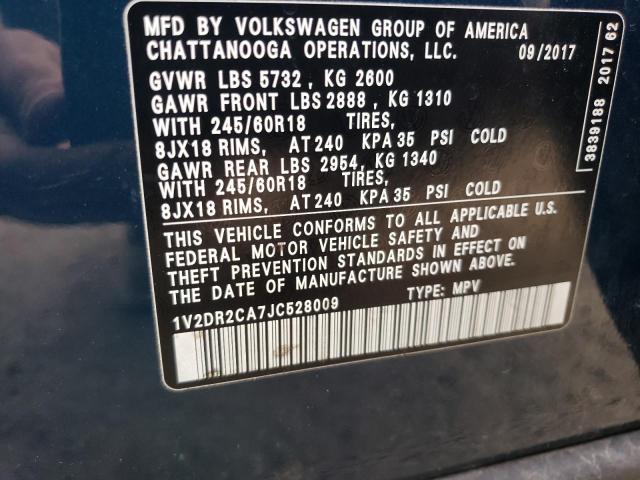 MFD BY VOLKSWAGEN GROUP OF AMERICA
CHATTANOOGA OPERATIONS, LLC. 09/2017
GVWR LBS 5732 , KG 2600
GAWR FRONT LBS 2888 , KG 1310
WITH 245/60R18 TIRES,
8JX18 RIMS, AT 240 KPA 35 PSI COLD
GAWR REAR LBS 2954, KG 1340
WITH 245/60R18 TIRES,
8JX18 RIMS, AT 240 KPA 35 PSI COLD
THIS VEHICLE CONFORMS TO ALL APPLICABLE U.S.
FEDERAL MOTOR VEHICLE SAFETY AND
THEFT PREVENTION STANDARDS IN EFFECT ON
THE DATE OF MANUFACTURE SHOWN ABOVE.
1V2DR2CA7JC528009 TYPE: MPV
3839188 2017 62